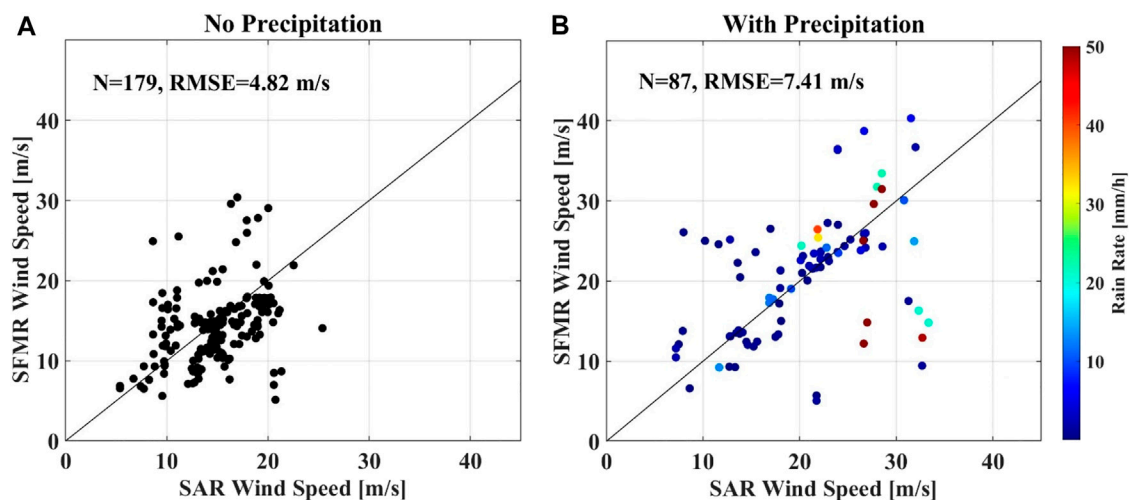 A
No Precipitation
N=179, RMSE=4.82 m/s
SFMR Wind Speed [m/s]
40
30
20
10
0
0 10 20 30 40
SAR Wind Speed [m/s]
B
With Precipitation
N=87, RMSE=7.41 m/s
SFMR Wind Speed [m/s]
40
30
20
10
0
0 10 20 30 40
SAR Wind Speed [m/s]
50
40
30
20
10
Rain Rate [mm/h]